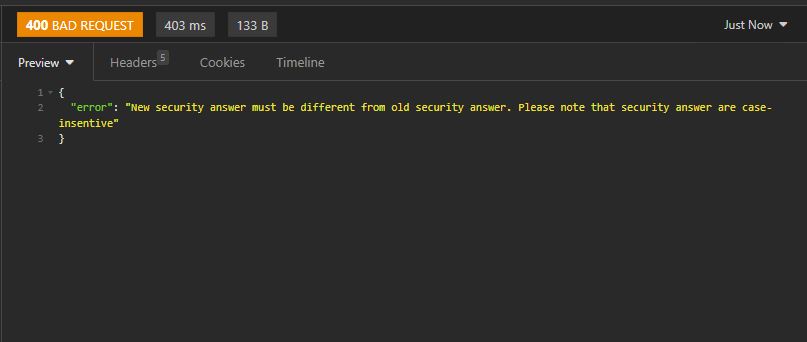 400 BAD REQUEST 403 ms 133 B Just Now
Preview Headers 5 Cookies Timeline
1 {
2 "error": "New security answer must be different from old security answer. Please note that security answer are case-
insentive"
3 }